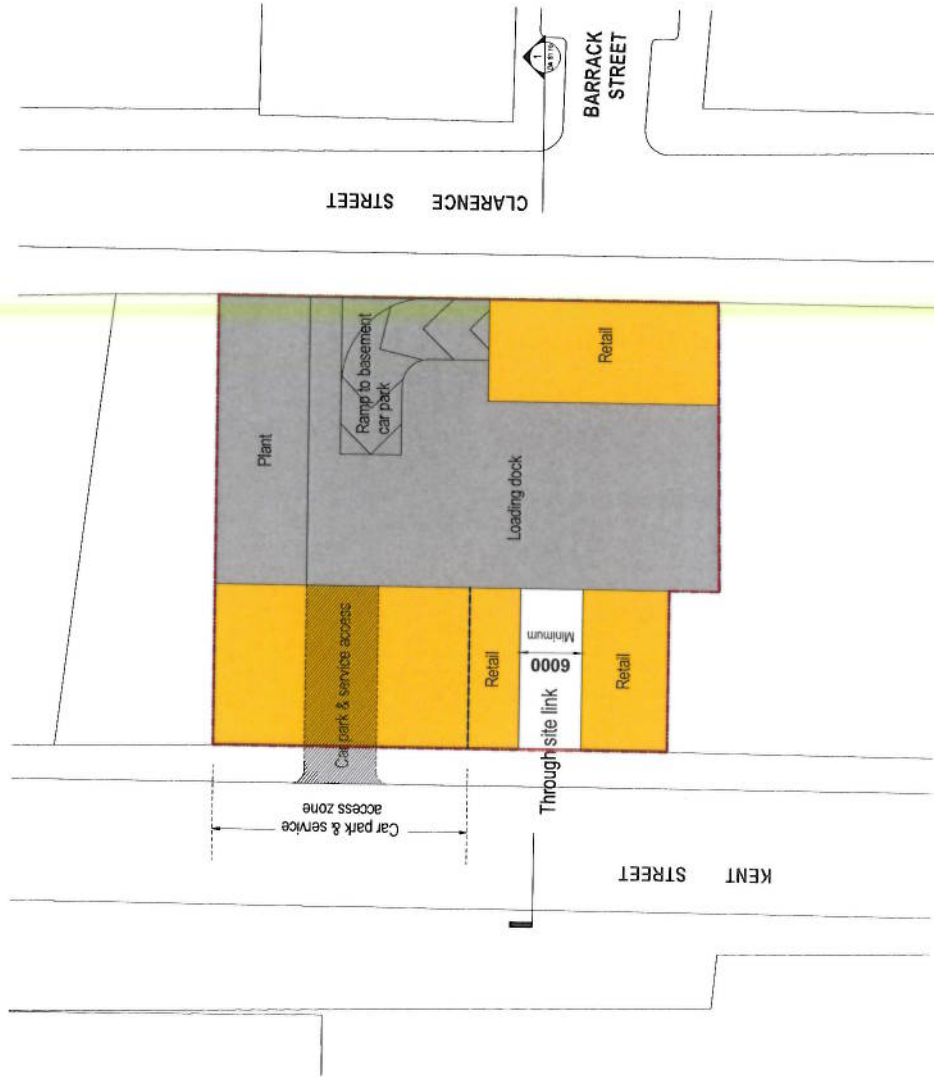 BARRACK
STREET
1
CLARENCE STREET
Plant
Ramp to basement
car park
Retail
Loading dock
Car park & service access
Retail
6000
Minimum
Retail
Through site link
Car park & service
access zone
KENT STREET